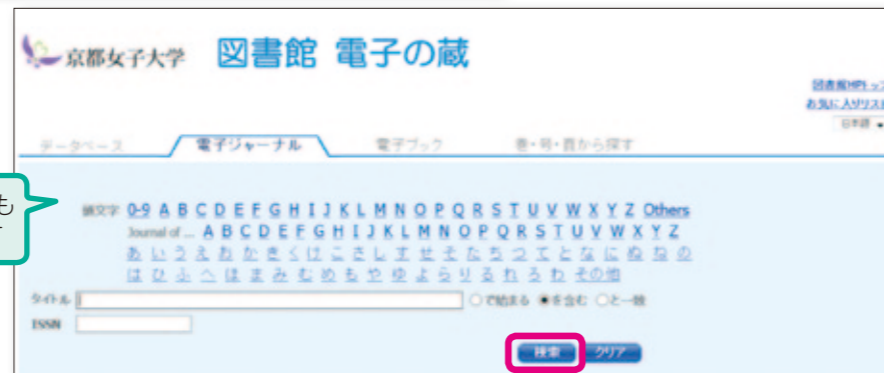 京都女子大学 図書館 電子の蔵
図書館HPトップ
お気に入りリスト
日本語
データベース 電子ジャーナル 電子ブック 巻・号・頁から探す
も
頭文字 0-9 A B C D E F G H I J K L M N O P Q R S T U V W X Y Z Others
Journal of ... A B C D E F G H I J K L M N O P Q R S T U V W X Y Z
あ い う え お か き く け こ さ し す せ そ た ち つ て と な に ぬ ね の
は ひ ふ へ ほ ま み む め も や ゆ よ ら り る れ ろ わ その他
タイトル で始まる を含む と一致
ISSN
検索 クリア